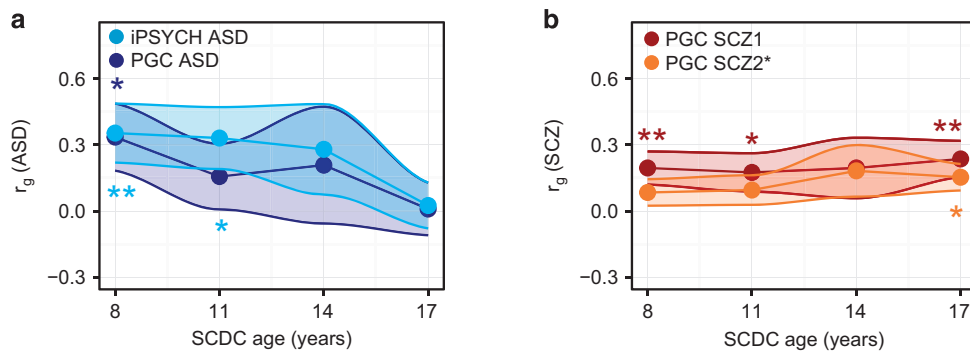 a
iPSYCH ASD
PGC ASD
*
**
*
r_g (ASD)
0.6
0.3
0.0
−0.3
8 11 14 17
SCDC age (years)
b
PGC SCZ1
PGC SCZ2*
** * **
*
r_g (SCZ)
0.6
0.3
0.0
−0.3
8 11 14 17
SCDC age (years)